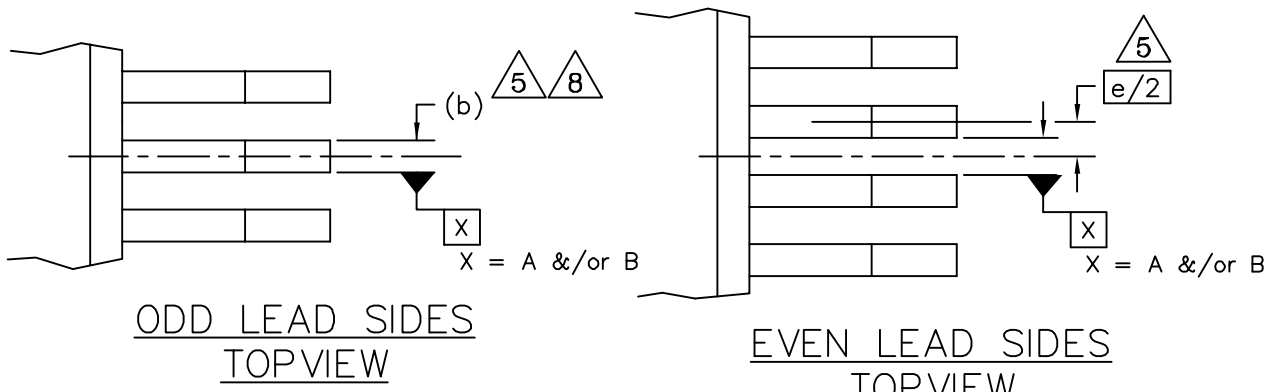 5 8
(b)
X
X = A &/or B
ODD LEAD SIDES
TOPVIEW
5
e/2
X
X = A &/or B
EVEN LEAD SIDES
TOPVIEW